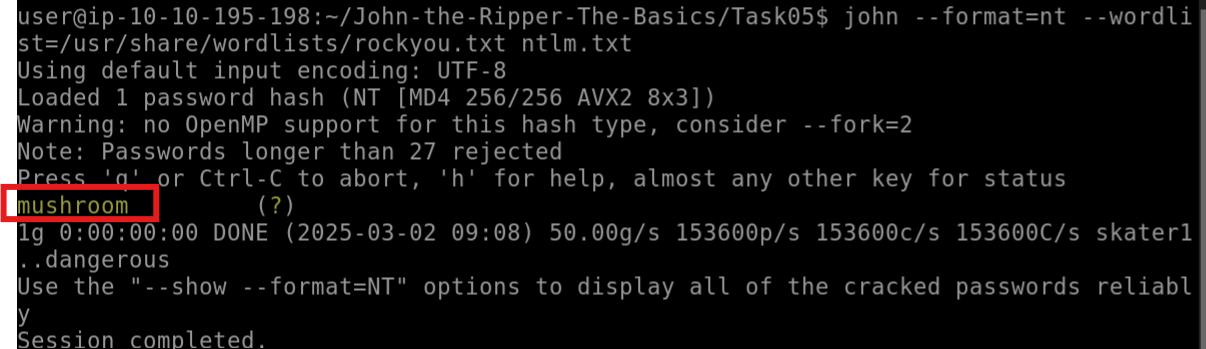 user@ip-10-10-195-198:~/John-the-Ripper-The-Basics/Task05$ john --format=nt --wordli
st=/usr/share/wordlists/rockyou.txt ntlm.txt
Using default input encoding: UTF-8
Loaded 1 password hash (NT [MD4 256/256 AVX2 8x3])
Warning: no OpenMP support for this hash type, consider --fork=2
Note: Passwords longer than 27 rejected
Press 'q' or Ctrl-C to abort, 'h' for help, almost any other key for status
mushroom         (?)
1g 0:00:00:00 DONE (2025-03-02 09:08) 50.00g/s 153600p/s 153600c/s 153600C/s skater1
..dangerous
Use the "--show --format=NT" options to display all of the cracked passwords reliabl
y
Session completed.